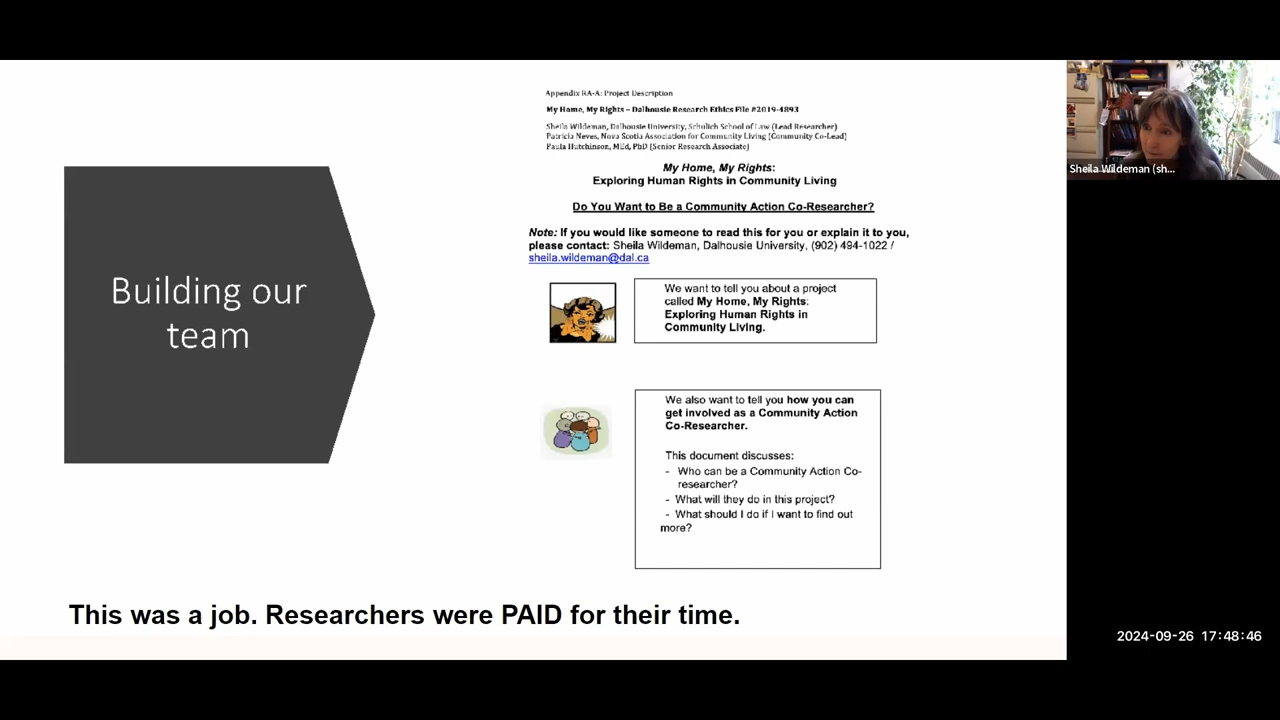 Building our
team
Appendix RA-A: Project Description
My Home, My Rights – Dalhousie Research Ethics File #2019-4893
Sheila Wildeman, Dalhousie University, Schulich School of Law (Lead Researcher)
Patricia Neves, Nova Scotia Association for Community Living (Community Co-Lead)
Paula Hutchinson, MEd, PhD (Senior Research Associate)
My Home, My Rights:
Exploring Human Rights in Community Living
Do You Want to Be a Community Action Co-Researcher?
Note: If you would like someone to read this for you or explain it to you,
please contact: Sheila Wildeman, Dalhousie University, (902) 494-1022 /
sheila.wildeman@dal.ca
We want to tell you about a project
called My Home, My Rights:
Exploring Human Rights in
Community Living.
We also want to tell you how you can
get involved as a Community Action
Co-Researcher.
This document discusses:
- Who can be a Community Action Co-
researcher?
- What will they do in this project?
- What should I do if I want to find out
more?
This was a job. Researchers were PAID for their time.
Sheila Wildeman (sh...
2024-09-26 17:48:46